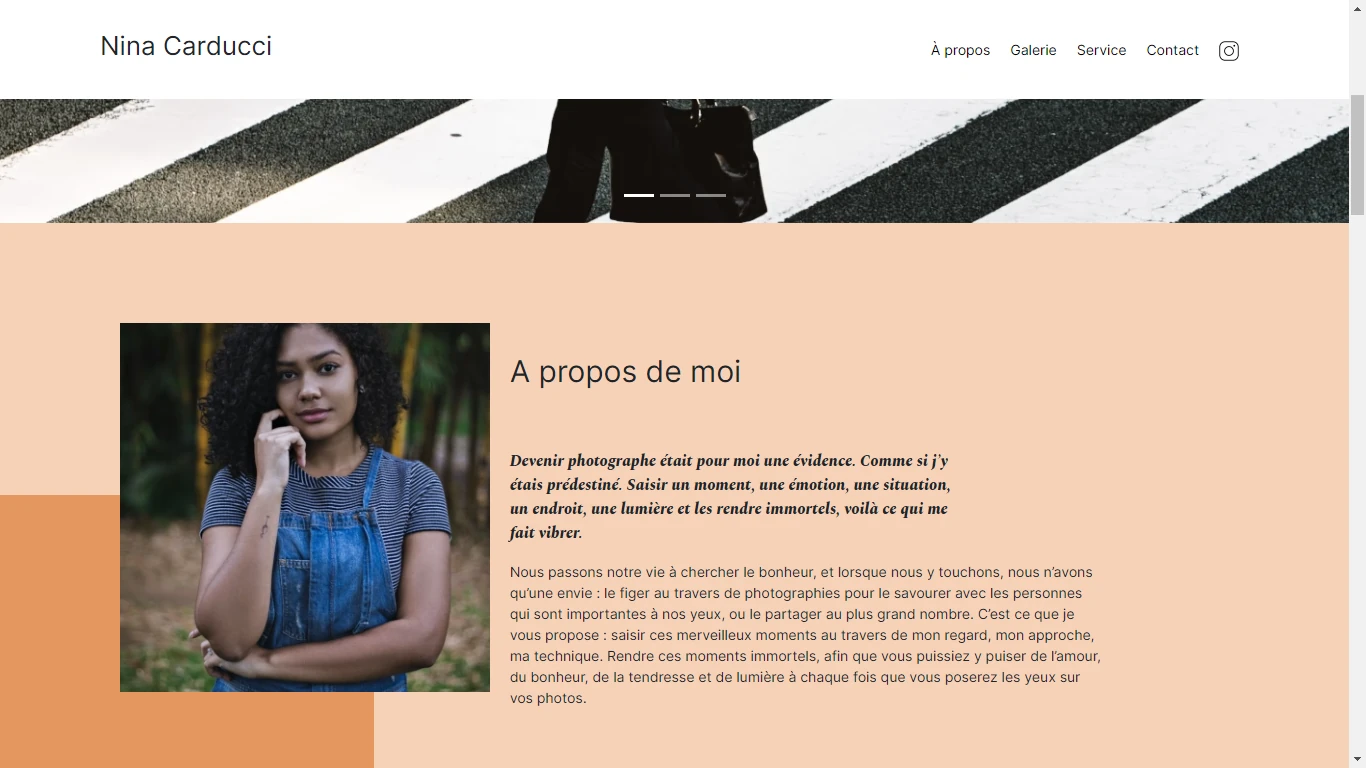 Nina Carducci
À propos Galerie Service Contact
A propos de moi
Devenir photographe était pour moi une évidence. Comme si j'y
étais prédestiné. Saisir un moment, une émotion, une situation,
un endroit, une lumière et les rendre immortels, voilà ce qui me
fait vibrer.
Nous passons notre vie à chercher le bonheur, et lorsque nous y touchons, nous n’avons
qu’une envie : le figer au travers de photographies pour le savourer avec les personnes
qui sont importantes à nos yeux, ou le partager au plus grand nombre. C’est ce que je
vous propose : saisir ces merveilleux moments au travers de mon regard, mon approche,
ma technique. Rendre ces moments immortels, afin que vous puissiez y puiser de l’amour,
du bonheur, de la tendresse et de lumière à chaque fois que vous poserez les yeux sur
vos photos.